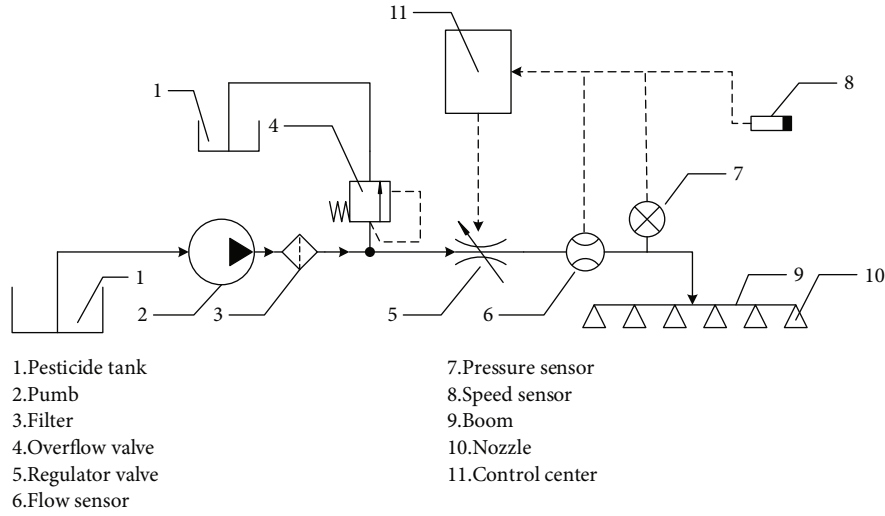 11
1
4
8
7
1
2
3
5
6
9
10
1.Pesticide tank
2.Pumb
3.Filter
4.Overflow valve
5.Regulator valve
6.Flow sensor
7.Pressure sensor
8.Speed sensor
9.Boom
10.Nozzle
11.Control center